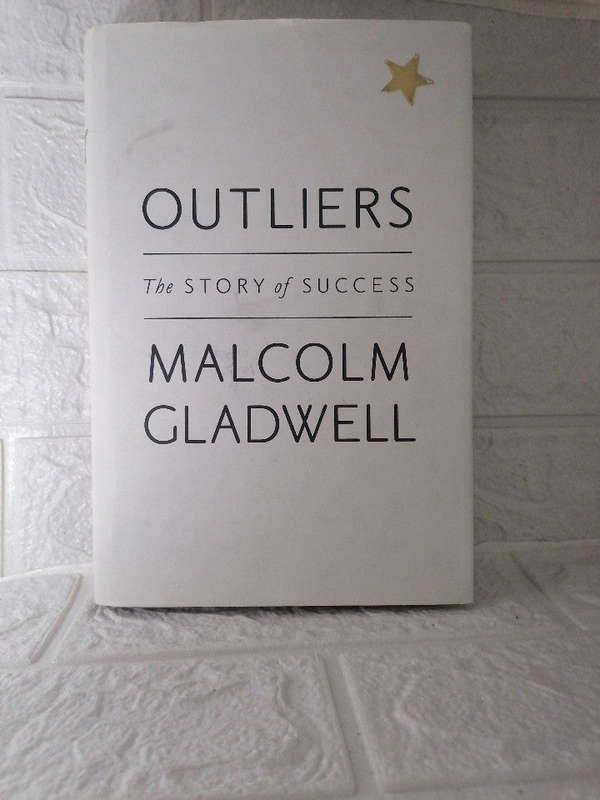 OUTLIERS
The STORY of SUCCESS
MALCOLM
GLADWELL